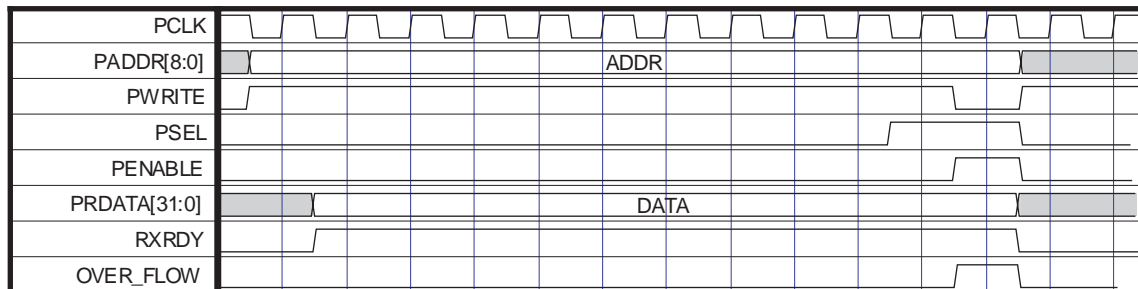 PCLK
PADDR[8:0] ADDR
PWRITE
PSEL
PENABLE
PRDATA[31:0] DATA
RXRDY
OVER_FLOW